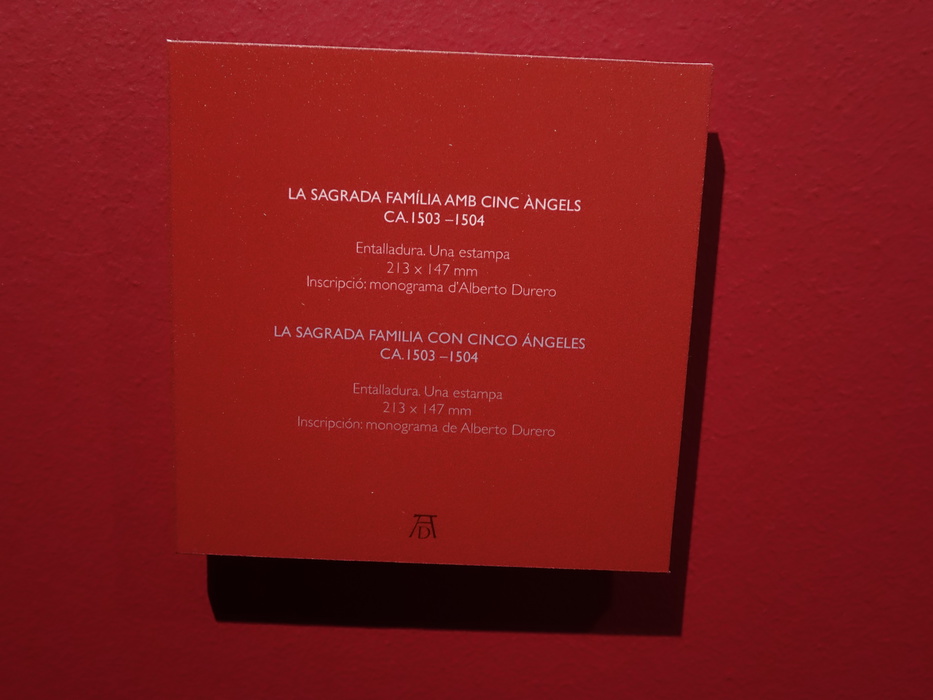 LA SAGRADA FAMÍLIA AMB CINC ÀNGELS
CA.1503 –1504
Entalladura. Una estampa
213 x 147 mm
Inscripció: monograma d'Alberto Durero
LA SAGRADA FAMILIA CON CINCO ÁNGELES
CA.1503 –1504
Entalladura. Una estampa
213 x 147 mm
Inscripción: monograma de Alberto Durero
AD